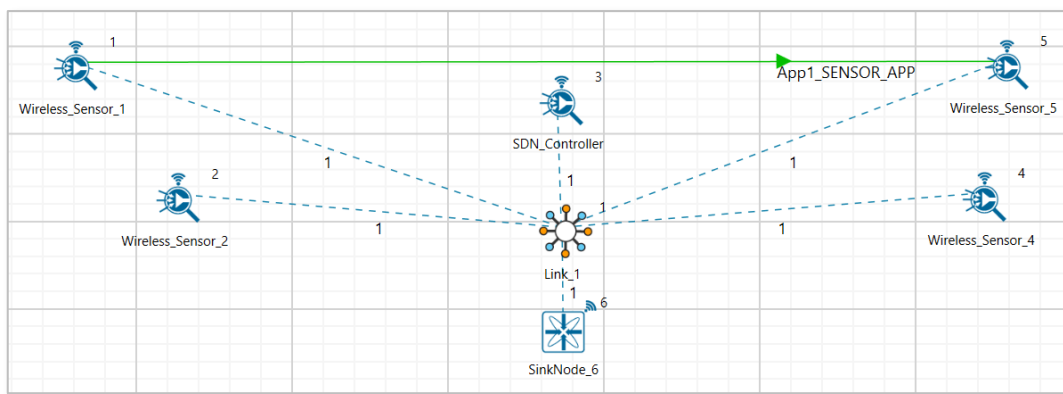 1
5
App1_SENSOR_APP
3
Wireless_Sensor_1
Wireless_Sensor_5
SDN_Controller
1
1
2
1
4
1
1
1
Wireless_Sensor_2
Wireless_Sensor_4
Link_1
1
6
SinkNode_6